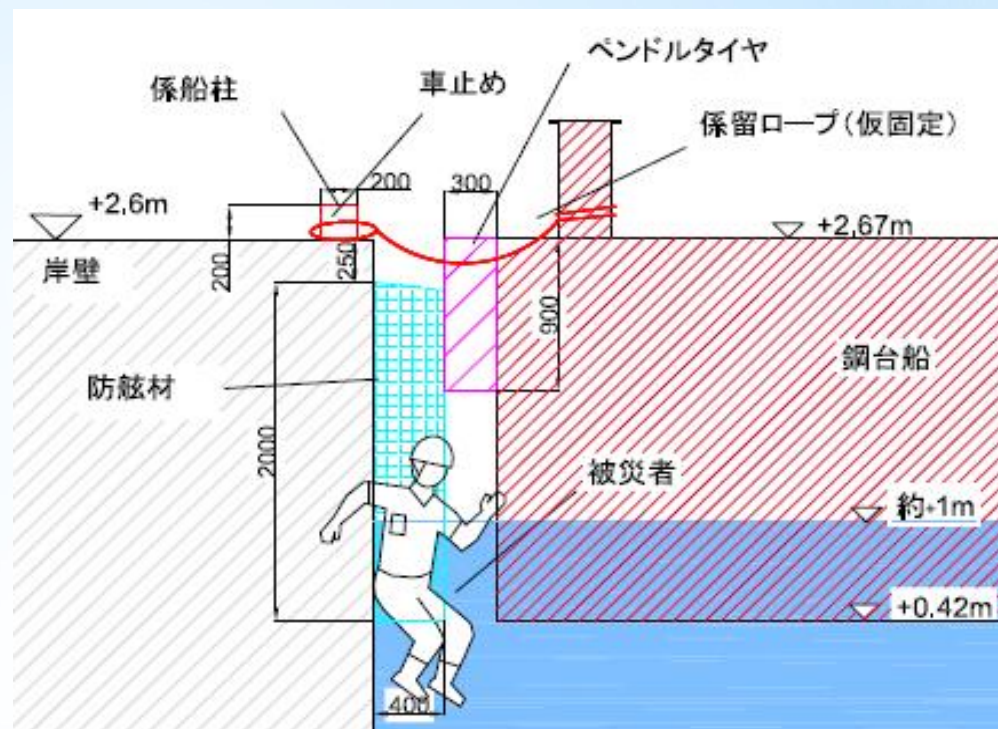 ペンドルタイヤ
係船柱
車止め
係留ロープ(仮固定)
200
300
+2,6m
+2,67m
岸壁
200
250
900
鋼台船
防舷材
2000
被災者
約+1m
+0.42m
400